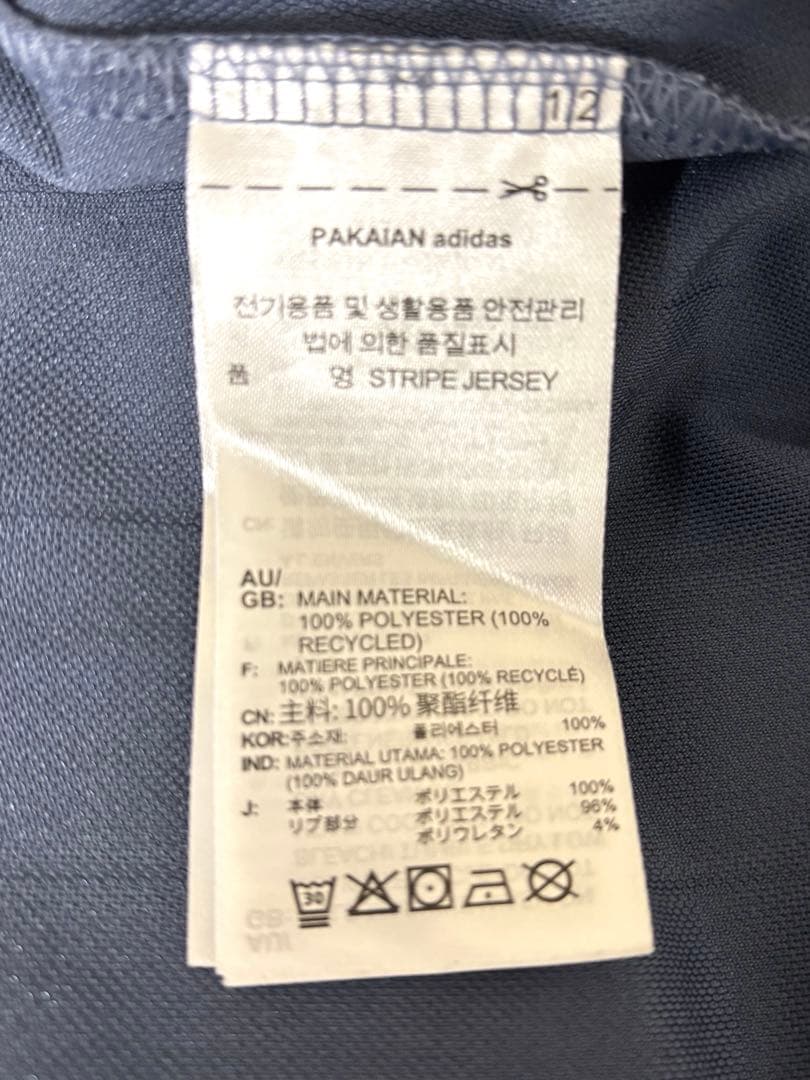 12
PAKAIAN adidas
전기용품 및 생활용품 안전관리
법에 의한 품질표시
품 명 STRIPE JERSEY
AU/
GB: MAIN MATERIAL:
100% POLYESTER (100%
RECYCLED)
F: MATIERE PRINCIPALE:
100% POLYESTER (100% RECYCLÉ)
CN: 主料: 100% 聚酯纤维
KOR:주소재: 폴리에스터 100%
IND: MATERIAL UTAMA: 100% POLYESTER
(100% DAUR ULANG)
J: 本体 ポリエステル 100%
リブ部分 ポリエステル 96%
ポリウレタン 4%
30